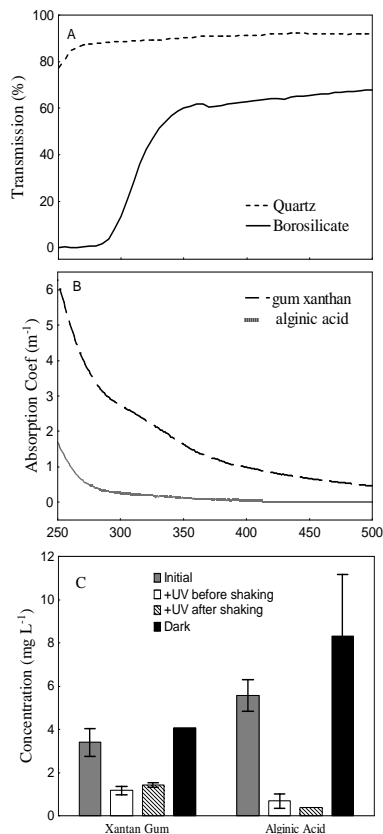 100
A
80
60
40
20
0
Transmission (%)
Quartz
Borosilicate
6
B
5
4
3
2
1
0
Absorption Coef (m-1)
gum xanthan
alginic acid
250 300 350 400 450 500
12
C
10
8
6
4
2
0
Concentration (mg L-1)
Initial
+UV before shaking
+UV after shaking
Dark
Xantan Gum Alginic Acid